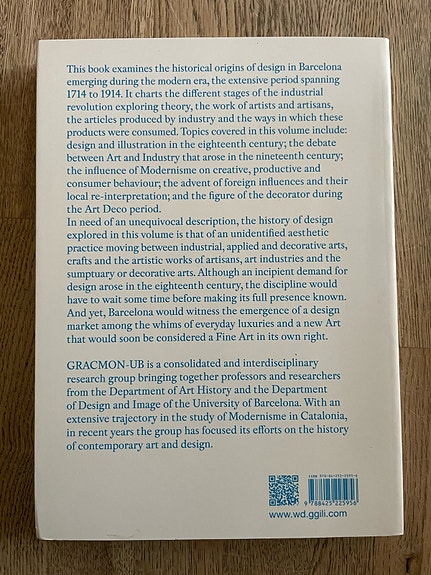 This book examines the historical origins of design in Barcelona
emerging during the modern era, the extensive period spanning
1714 to 1914. It charts the different stages of the industrial
revolution exploring theory, the work of artists and artisans,
the articles produced by industry and the ways in which these
products were consumed. Topics covered in this volume include:
design and illustration in the eighteenth century; the debate
between Art and Industry that arose in the nineteenth century;
the influence of Modernisme on creative, productive and
consumer behaviour; the advent of foreign influences and their
local re-interpretation; and the figure of the decorator during
the Art Deco period.
In need of an unequivocal description, the history of design
explored in this volume is that of an unidentified aesthetic
practice moving between industrial, applied and decorative arts,
crafts and the artistic works of artisans, art industries and the
sumptuary or decorative arts. Although an incipient demand for
design arose in the eighteenth century, the discipline would
have to wait some time before making its full presence known.
And yet, Barcelona would witness the emergence of a design
market among the whims of everyday luxuries and a new Art
that would soon be considered a Fine Art in its own right.
GRACMON-UB is a consolidated and interdisciplinary
research group bringing together professors and researchers
from the Department of Art History and the Department
of Design and Image of the University of Barcelona. With an
extensive trajectory in the study of Modernisme in Catalonia,
in recent years the group has focused its efforts on the history
of contemporary art and design.
ISBN 978-84-252-2595-6
9 788425 225956
www.wd.ggili.com